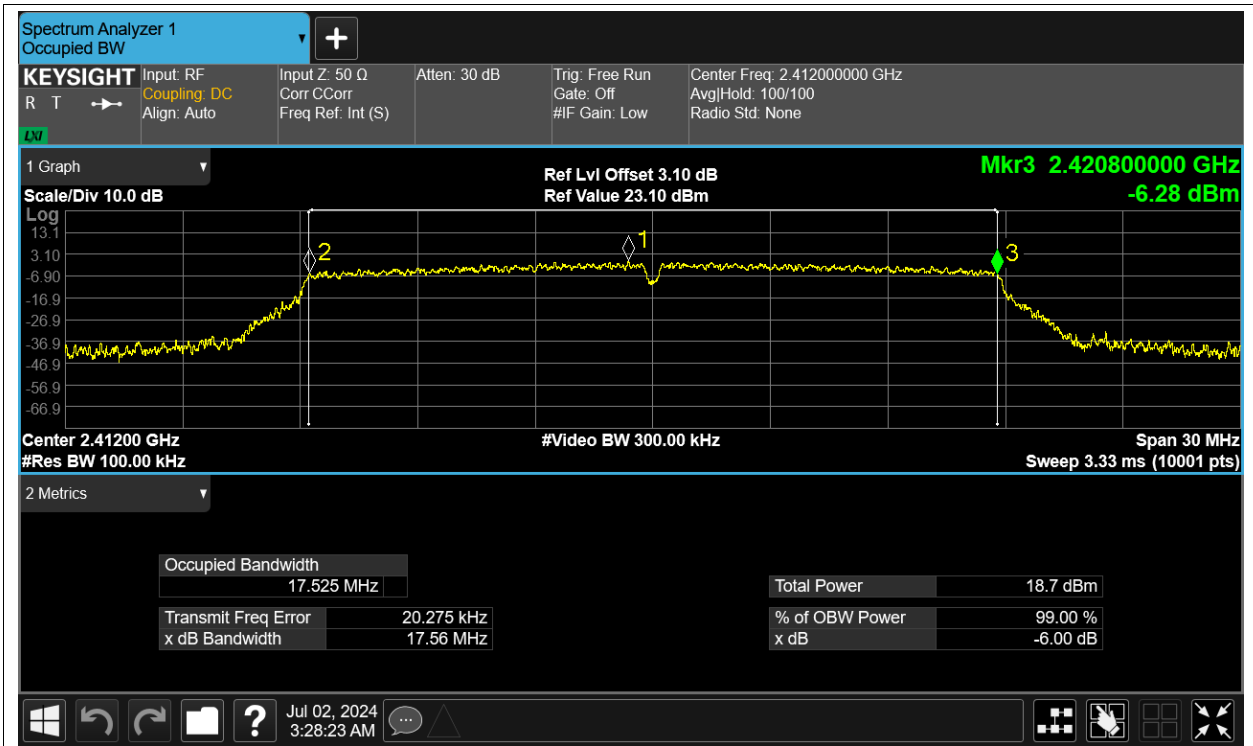 Spectrum Analyzer 1
Occupied BW
▼
+
KEYSIGHT
R T
LXI
Input: RF
Coupling: DC
Align: Auto
Input Z: 50 Ω
Corr CCorr
Freq Ref: Int (S)
Atten: 30 dB
Trig: Free Run
Gate: Off
#IF Gain: Low
Center Freq: 2.412000000 GHz
Avg|Hold: 100/100
Radio Std: None
1 Graph ▼
Scale/Div 10.0 dB
Ref Lvl Offset 3.10 dB
Ref Value 23.10 dBm
Mkr3 2.420800000 GHz
-6.28 dBm
Log
13.1
3.10
-6.90
-16.9
-26.9
-36.9
-46.9
-56.9
-66.9
2
1
3
Center 2.41200 GHz
#Res BW 100.00 kHz
#Video BW 300.00 kHz
Span 30 MHz
Sweep 3.33 ms (10001 pts)
2 Metrics ▼
Occupied Bandwidth
17.525 MHz
Transmit Freq Error 20.275 kHz
x dB Bandwidth 17.56 MHz
Total Power 18.7 dBm
% of OBW Power 99.00 %
x dB -6.00 dB
?
Jul 02, 2024
3:28:23 AM